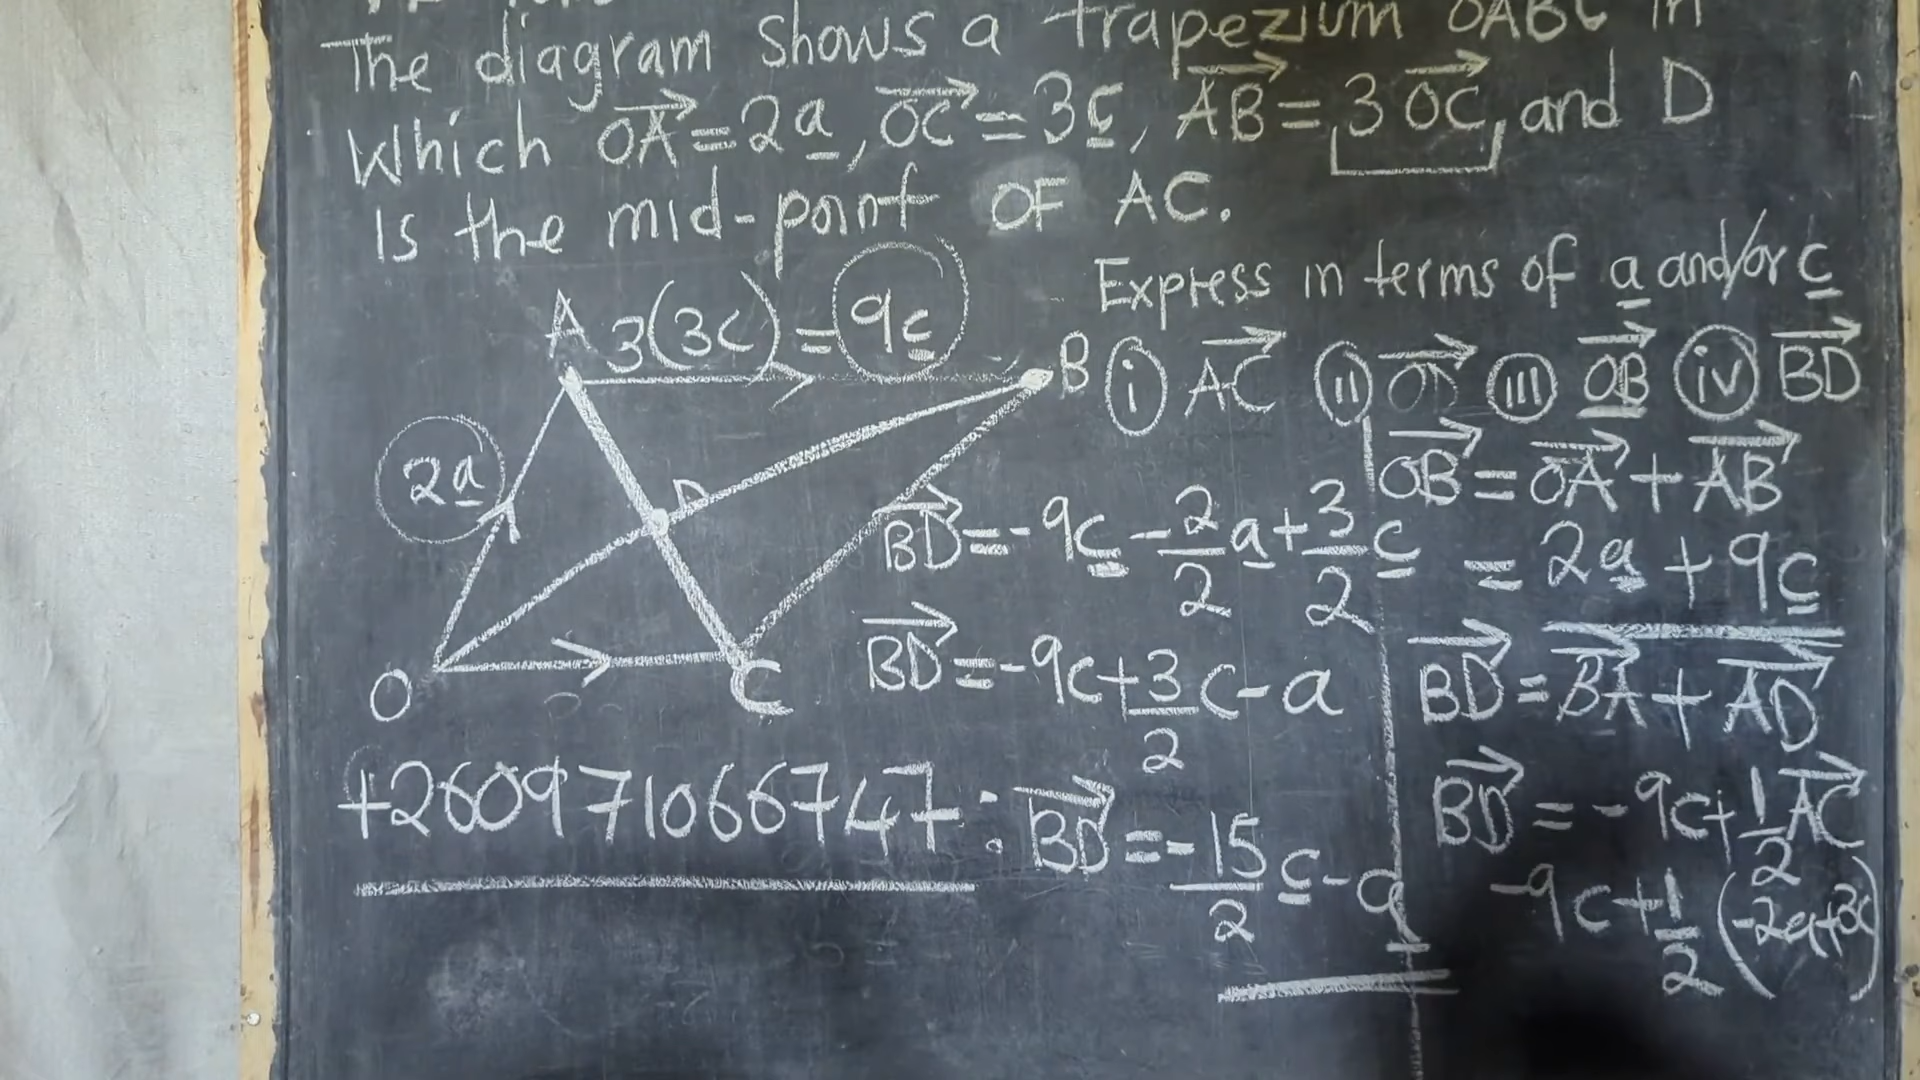 The diagram shows a trapezium OABC in
Which OA = 2a, OC = 3c, AB = 3 OC, and D
is the mid-point OF AC.
Express in terms of a and/or c
i AC ii OD iii OB iv BD
A 3(3c) = 9c B
2a
D
O C
BD = -9c - 2/2 a + 3/2 c
BD = -9c + 3/2 c - a
+260971066747
: BD = -15/2 c - a
OB = OA + AB
= 2a + 9c
BD = BA + AD
BD = -9c + 1/2 AC
-9c + 1/2 (-2a+3c)